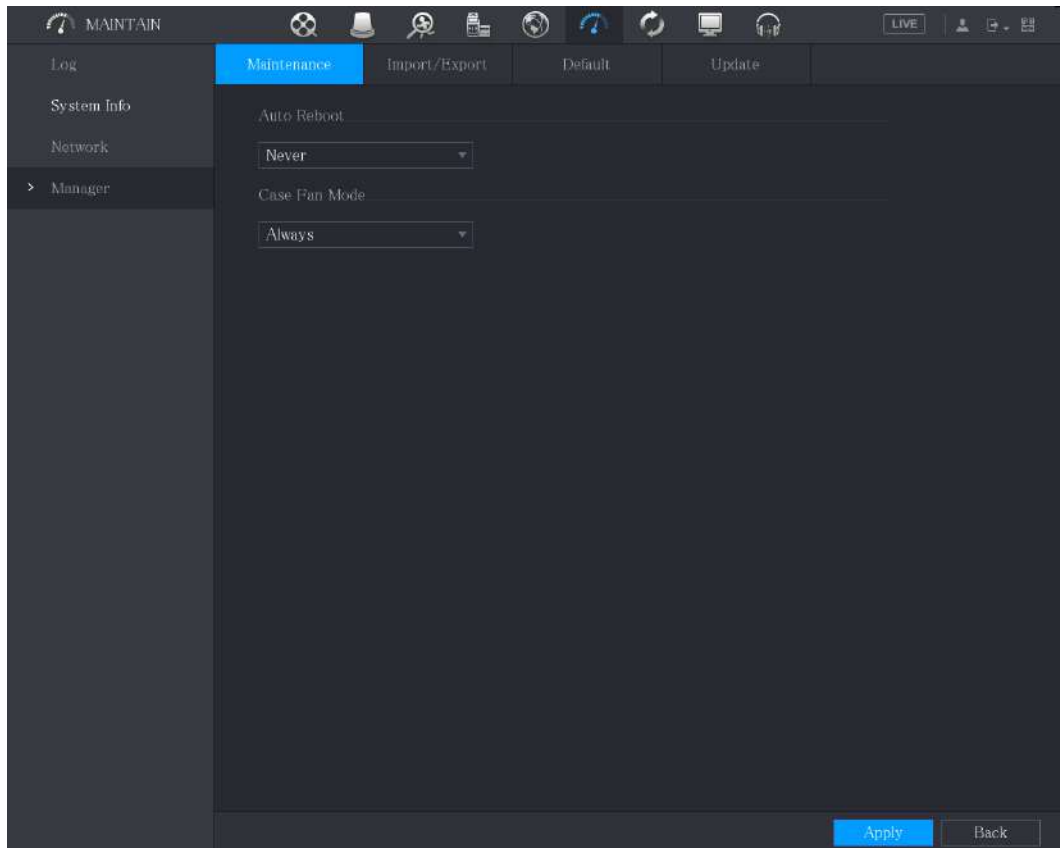 MAINTAIN
LIVE
Log
Maintenance
Import/Export
Default
Update
System Info
Auto Reboot
Network
Never
> Manager
Case Fan Mode
Always
Apply
Back